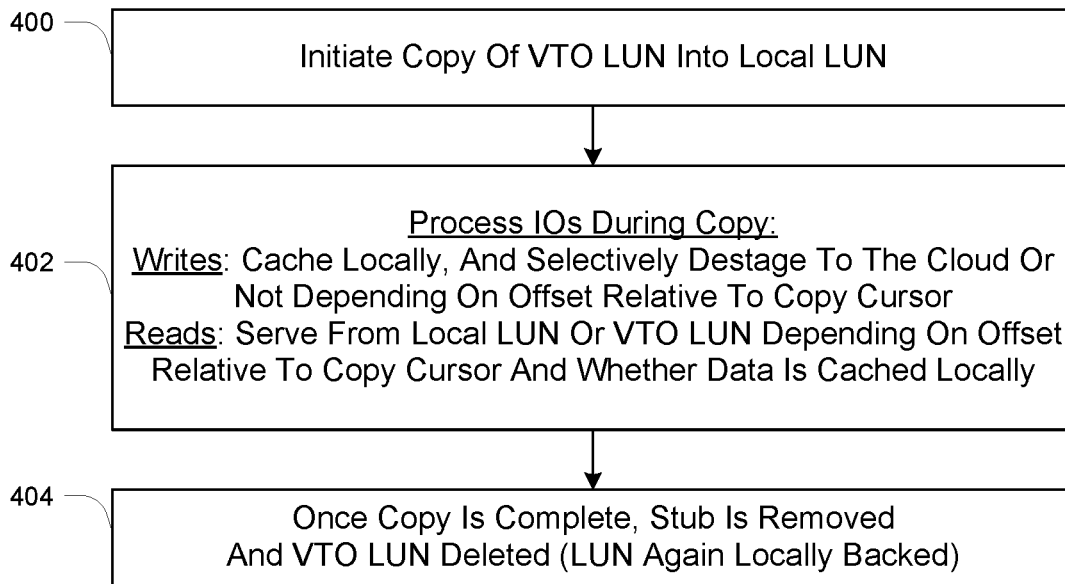 400
Initiate Copy Of VTO LUN Into Local LUN
402
Process IOs During Copy:
Writes: Cache Locally, And Selectively Destage To The Cloud Or
Not Depending On Offset Relative To Copy Cursor
Reads: Serve From Local LUN Or VTO LUN Depending On Offset
Relative To Copy Cursor And Whether Data Is Cached Locally
404
Once Copy Is Complete, Stub Is Removed
And VTO LUN Deleted (LUN Again Locally Backed)